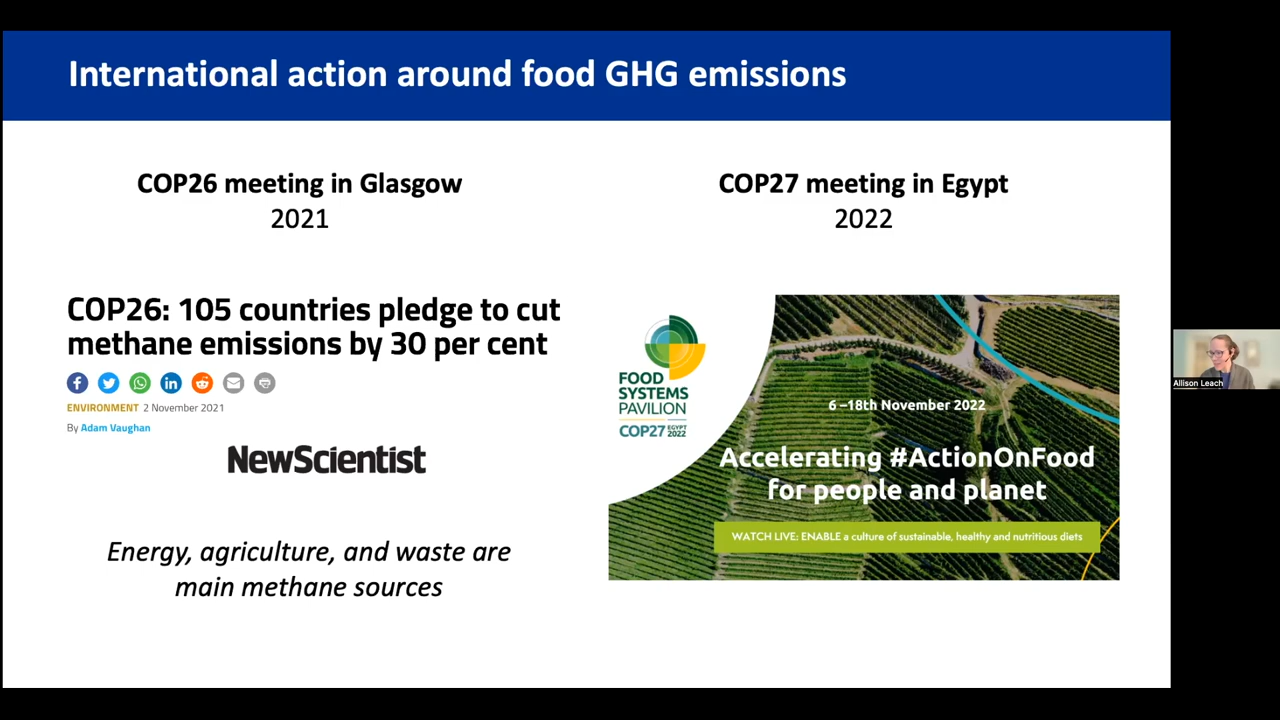 International action around food GHG emissions
COP26 meeting in Glasgow
2021
COP26: 105 countries pledge to cut
methane emissions by 30 per cent
ENVIRONMENT 2 November 2021
By Adam Vaughan
NewScientist
Energy, agriculture, and waste are
main methane sources
COP27 meeting in Egypt
2022
FOOD
SYSTEMS
PAVILION
COP27 EGYPT
2022
6 –18th November 2022
Accelerating #ActionOnFood
for people and planet
WATCH LIVE: ENABLE a culture of sustainable, healthy and nutritious diets
Allison Leach